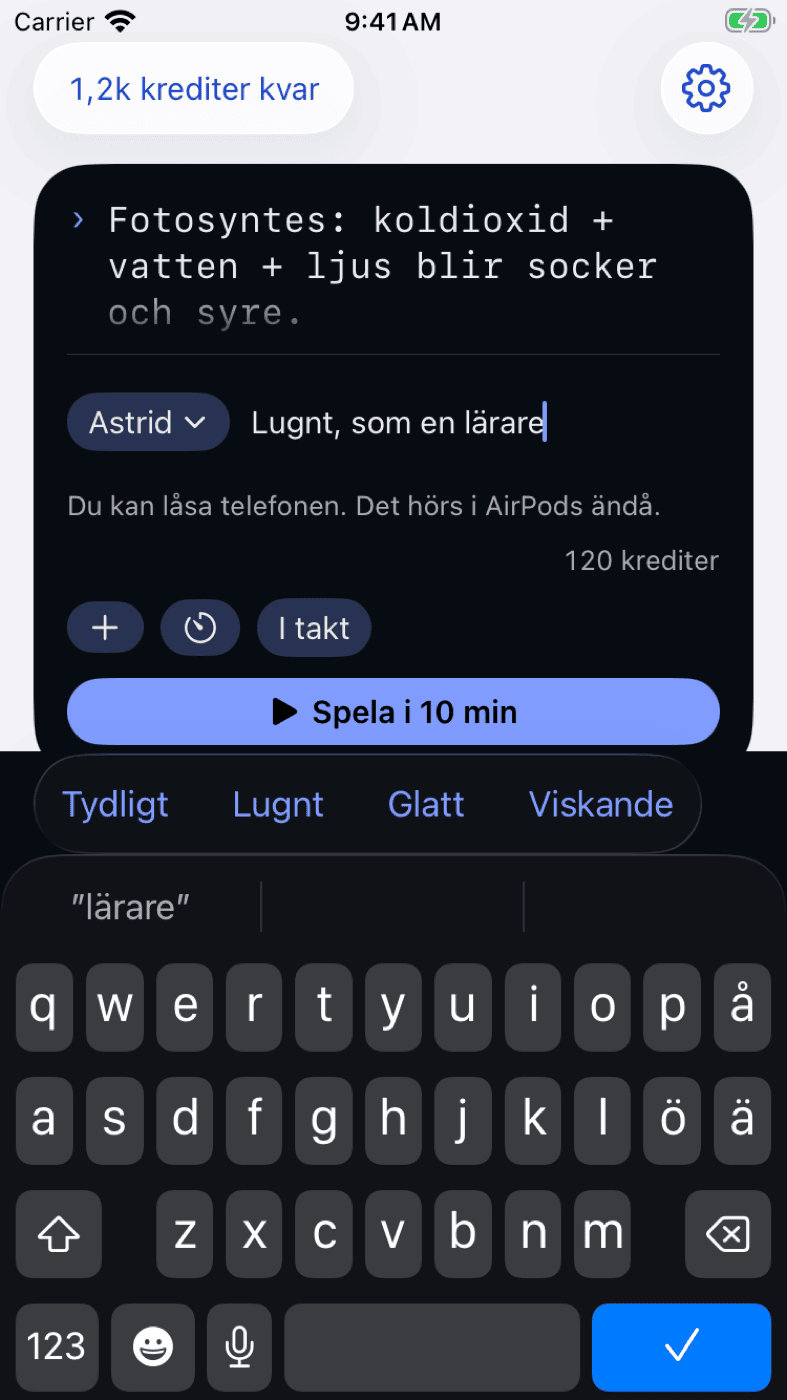 Carrier 9:41 AM
1,2k krediter kvar
› Fotosyntes: koldioxid +
vatten + ljus blir socker
och syre.
Astrid Lugnt, som en lärare
Du kan låsa telefonen. Det hörs i AirPods ändå.
120 krediter
+ I takt
Spela i 10 min
Tydligt Lugnt Glatt Viskande
”lärare”
q w e r t y u i o p å
a s d f g h j k l ö ä
z x c v b n m
123